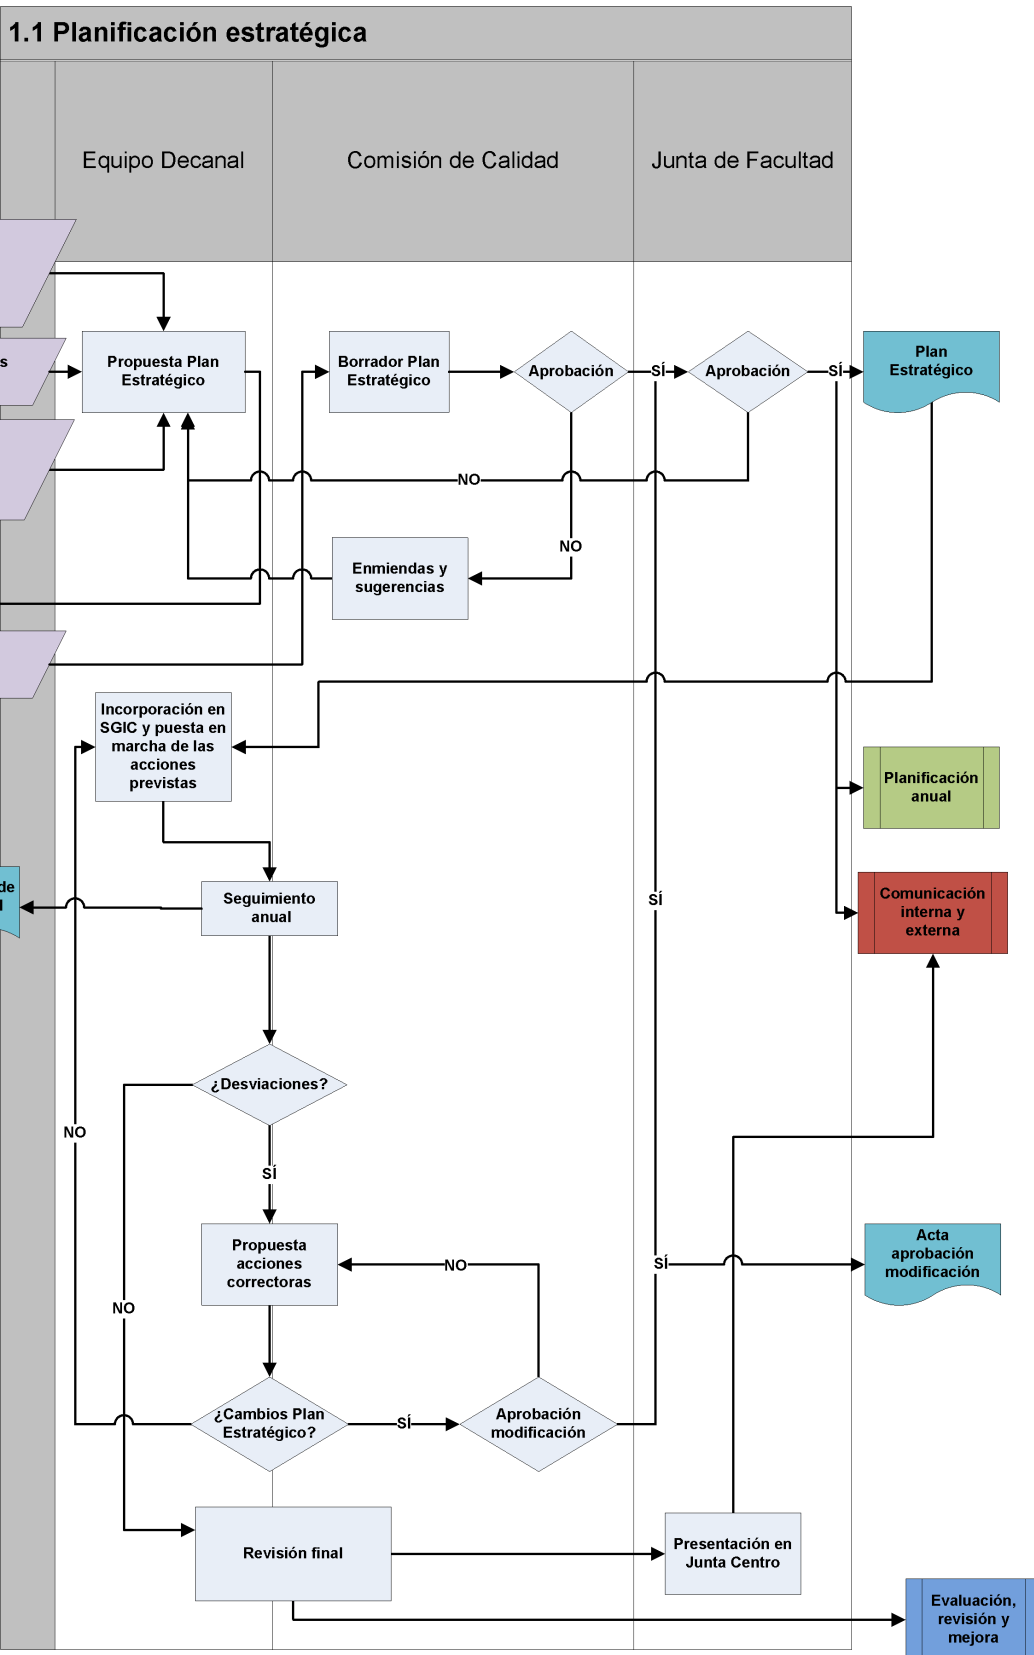 1.1 Planificación estratégica
Equipo Decanal
Comisión de Calidad
Junta de Facultad
s
Propuesta Plan
Estratégico
Borrador Plan
Estratégico
Aprobación
SÍ
Aprobación
SÍ
Plan
Estratégico
NO
NO
Enmiendas y
sugerencias
Incorporación en
SGIC y puesta en
marcha de las
acciones
previstas
Planificación
anual
de
l
Seguimiento
anual
SÍ
Comunicación
interna y
externa
¿Desviaciones?
NO
SÍ
Propuesta
acciones
correctoras
NO
SÍ
Acta
aprobación
modificación
NO
¿Cambios Plan
Estratégico?
SÍ
Aprobación
modificación
Revisión final
Presentación en
Junta Centro
Evaluación,
revisión y
mejora